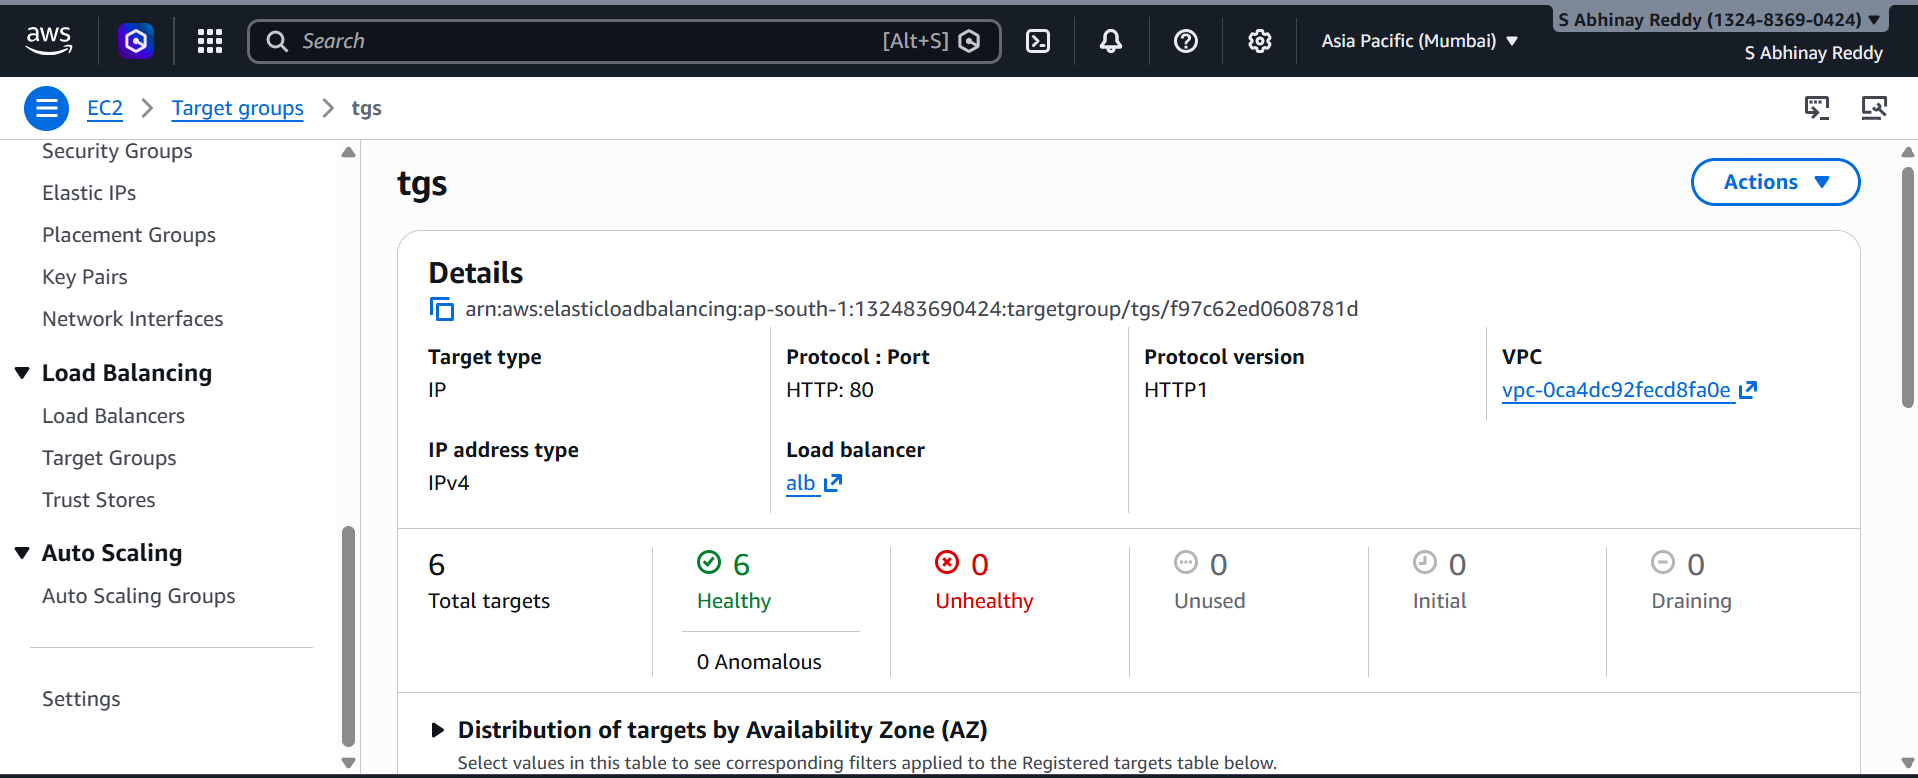 aws
Search
[Alt+S]
Asia Pacific (Mumbai)
S Abhinay Reddy (1324-8369-0424)
S Abhinay Reddy
EC2
Target groups
tgs
Security Groups
Elastic IPs
Placement Groups
Key Pairs
Network Interfaces
Load Balancing
Load Balancers
Target Groups
Trust Stores
Auto Scaling
Auto Scaling Groups
Settings
tgs
Actions
Details
arn:aws:elasticloadbalancing:ap-south-1:132483690424:targetgroup/tgs/f97c62ed0608781d
Target type
IP
Protocol : Port
HTTP: 80
Protocol version
HTTP1
VPC
vpc-0ca4dc92fecd8fa0e
IP address type
IPv4
Load balancer
alb
6
Total targets
6
Healthy
0 Anomalous
0
Unhealthy
0
Unused
0
Initial
0
Draining
Distribution of targets by Availability Zone (AZ)
Select values in this table to see corresponding filters applied to the Registered targets table below.